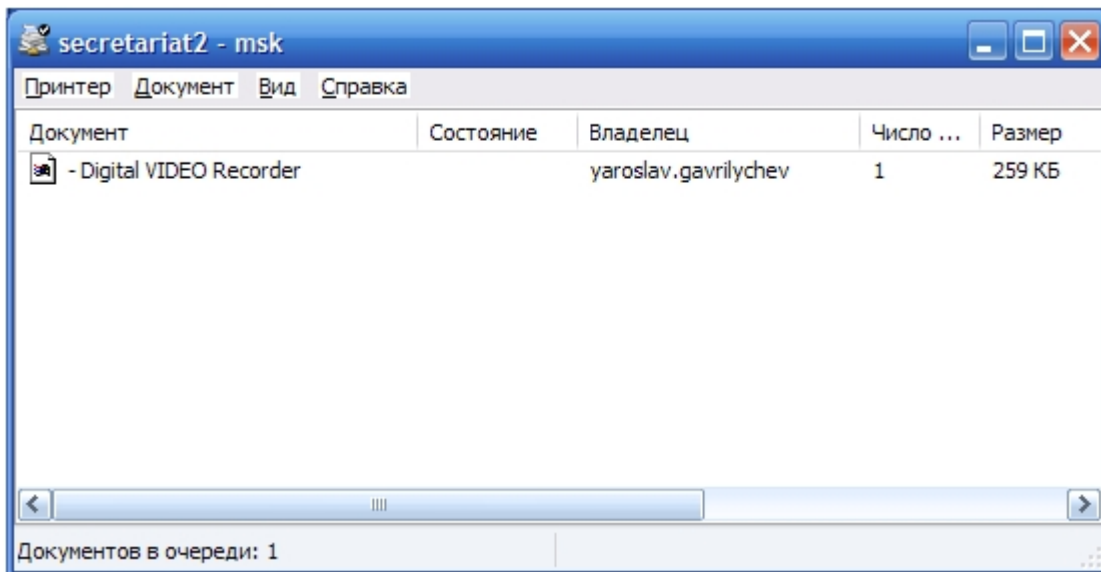 secretariat2 - msk
Принтер Документ Вид Справка
Документ Состояние Владелец Число ... Размер
- Digital VIDEO Recorder yaroslav.gavrilychev 1 259 КБ
Документов в очереди: 1